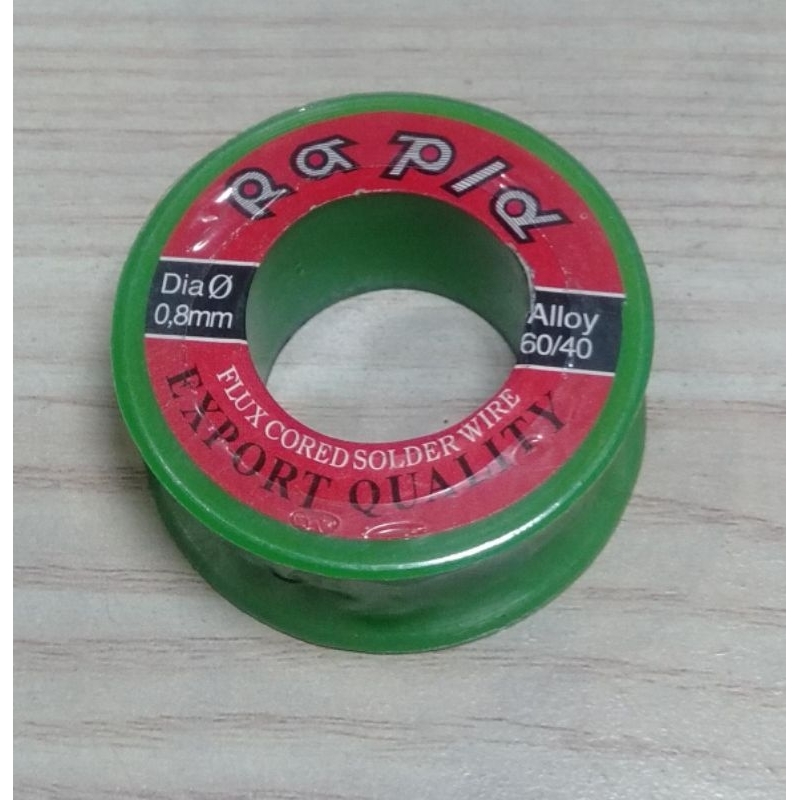 Rapid
Dia Ø
0,8mm
Alloy
60/40
FLUX CORED SOLDER WIRE
EXPORT QUALITY